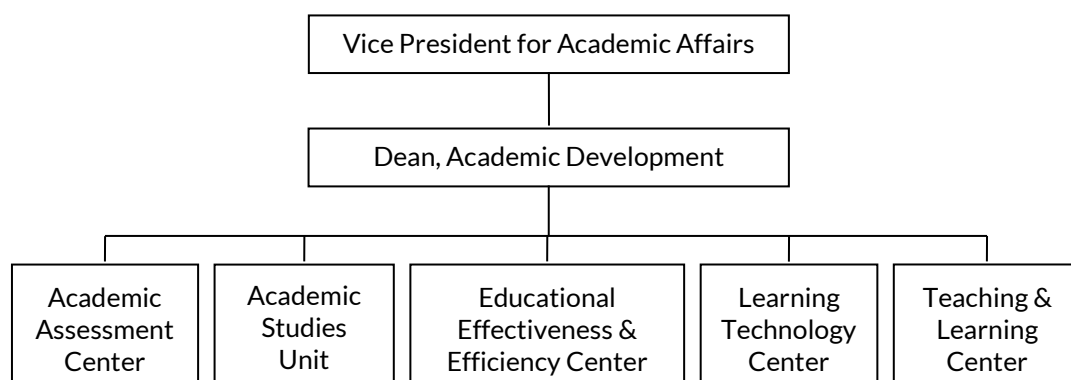 Vice President for Academic Affairs
Dean, Academic Development
Academic
Assessment
Center
Academic
Studies
Unit
Educational
Effectiveness &
Efficiency Center
Learning
Technology
Center
Teaching &
Learning
Center